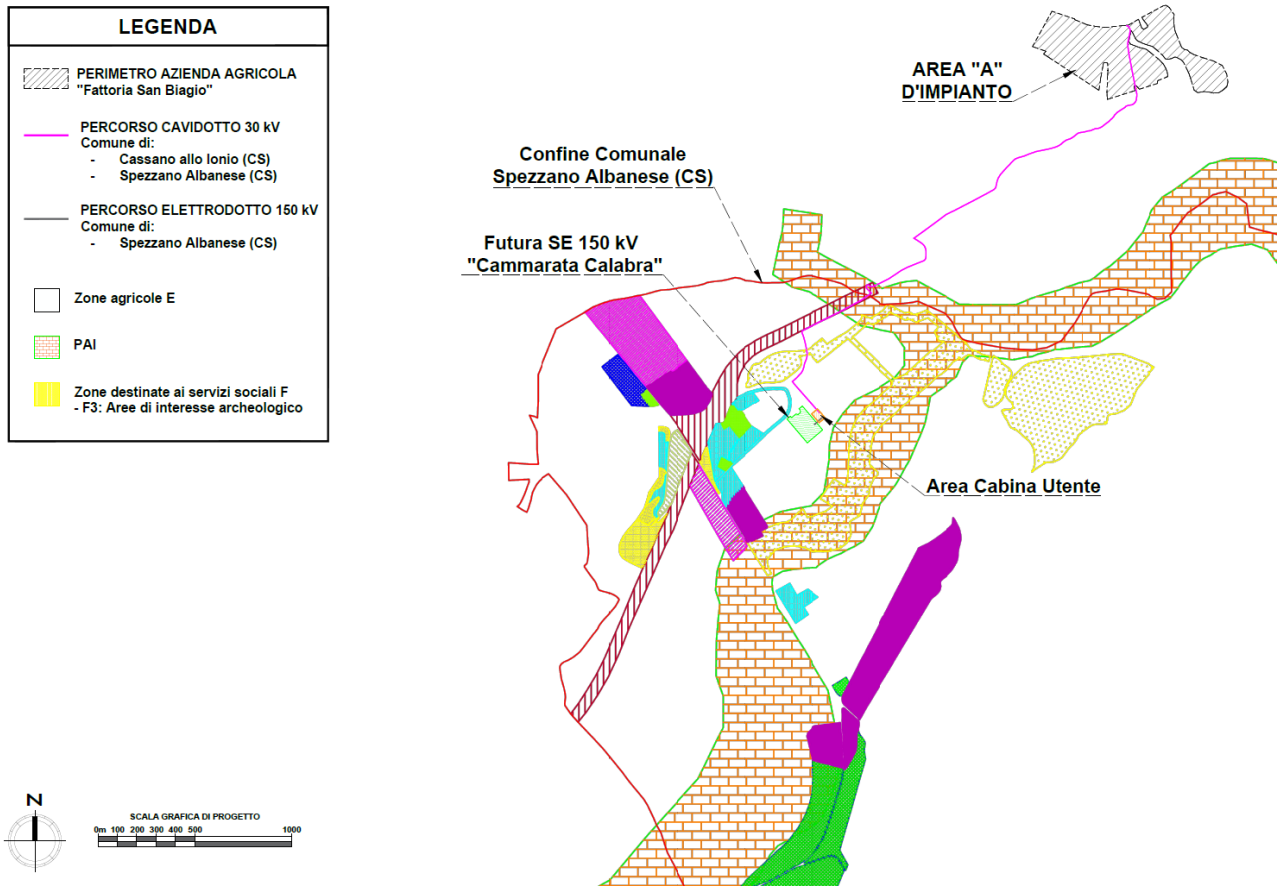 LEGENDA
PERIMETRO AZIENDA AGRICOLA
"Fattoria San Biagio"
PERCORSO CAVIDOTTO 30 kV
Comune di:
- Cassano allo Ionio (CS)
- Spezzano Albanese (CS)
PERCORSO ELETTRODOTTO 150 kV
Comune di:
- Spezzano Albanese (CS)
Zone agricole E
PAI
Zone destinate ai servizi sociali F
- F3: Aree di interesse archeologico
AREA "A"
D'IMPIANTO
Confine Comunale
Spezzano Albanese (CS)
Futura SE 150 kV
"Cammarata Calabra"
Area Cabina Utente
N
SCALA GRAFICA DI PROGETTO
0m 100 200 300 400 500 1000